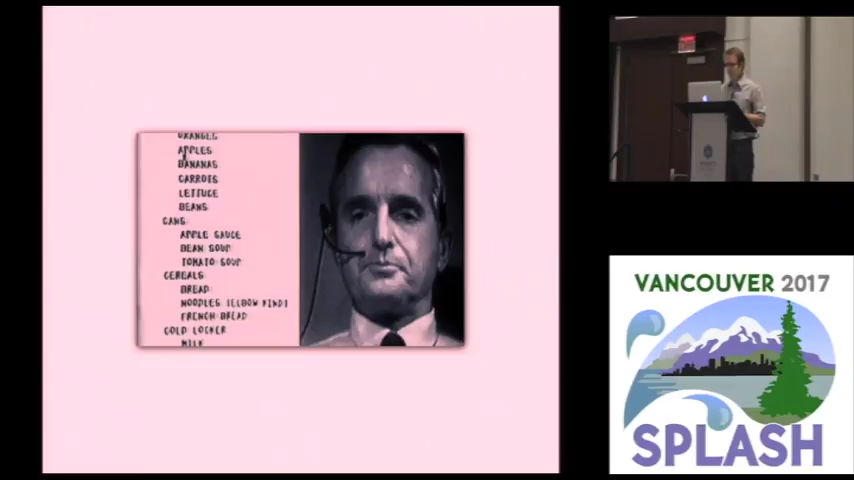 ORANGES
APPLES
BANANAS
CARROTS
LETTUCE
BEANS
CANS:
APPLE SAUCE
BEAN SOUP
TOMATO SOUP
CEREALS:
BREAD
NOODLES (ELBOW KIND)
FRENCH BREAD
COLD LOCKER
MILK
VANCOUVER 2017
SPLASH